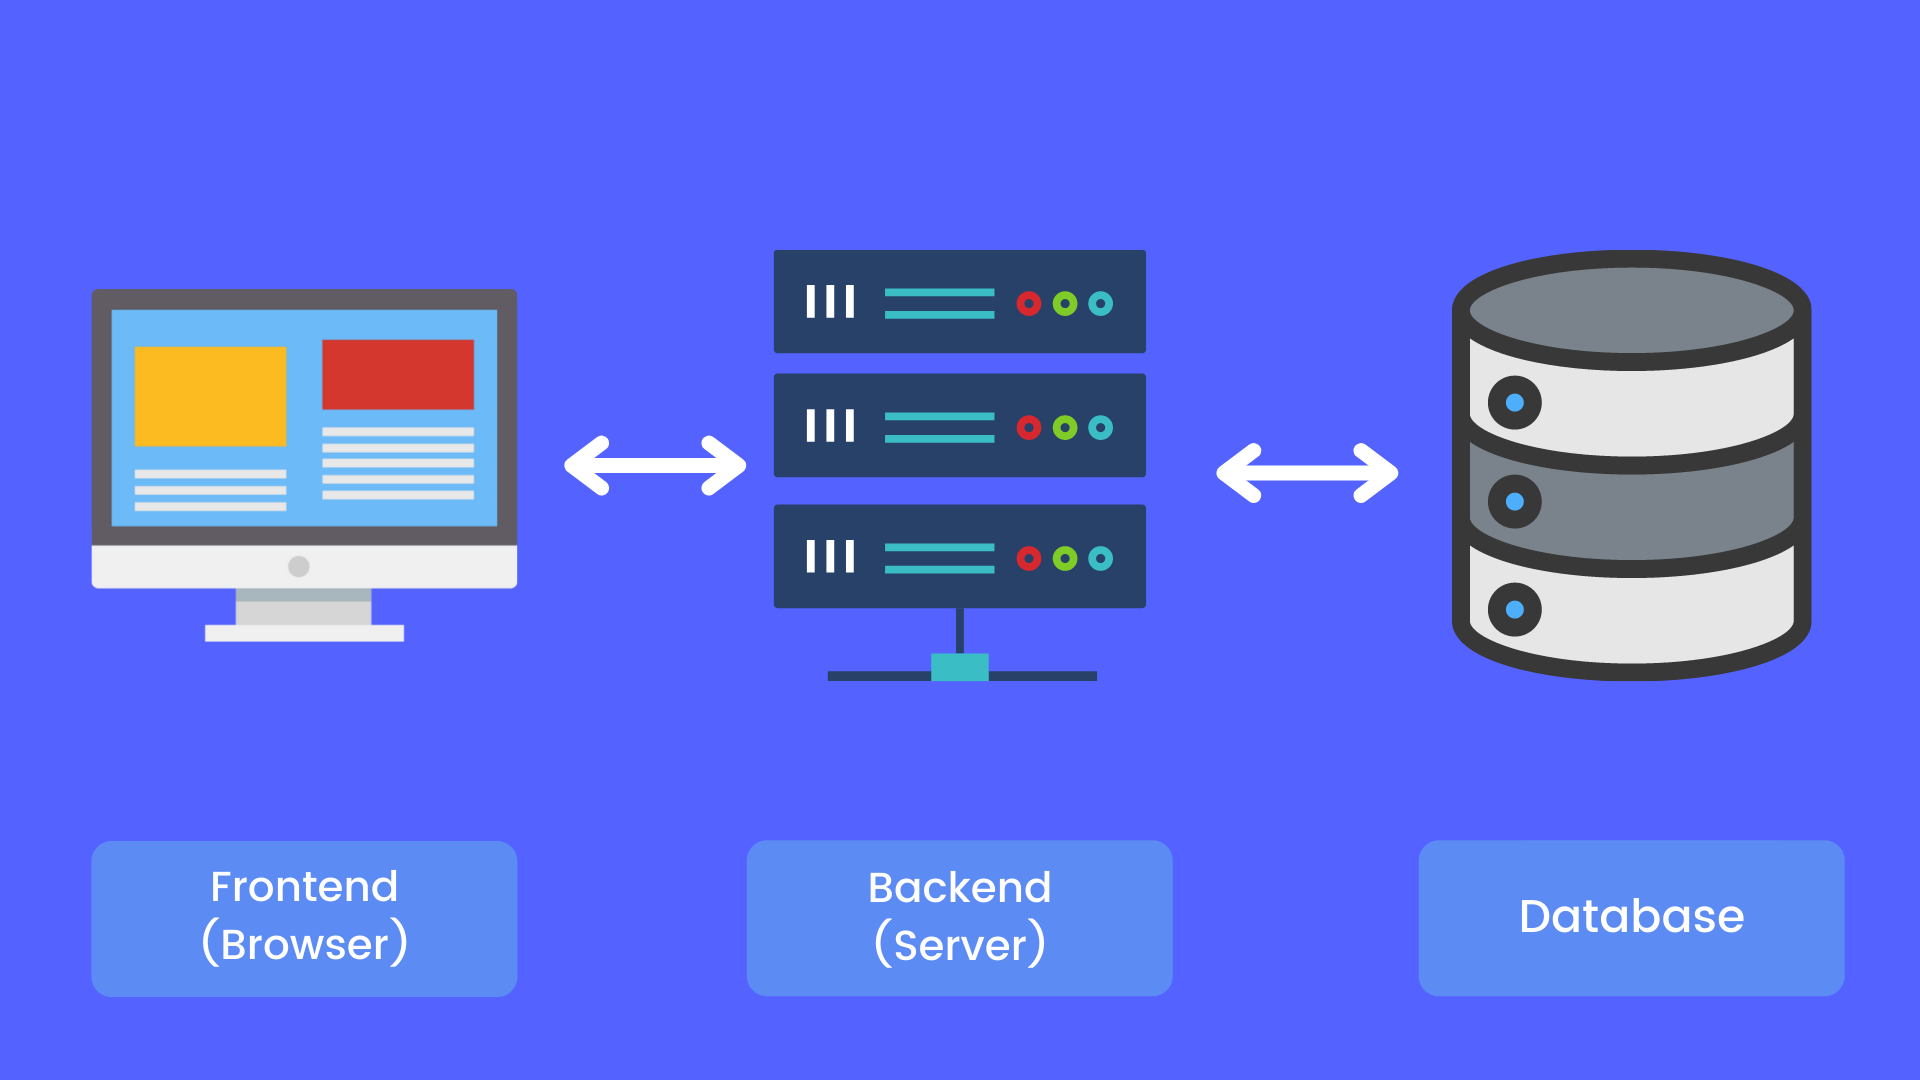 Frontend
(Browser)
Backend
(Server)
Database